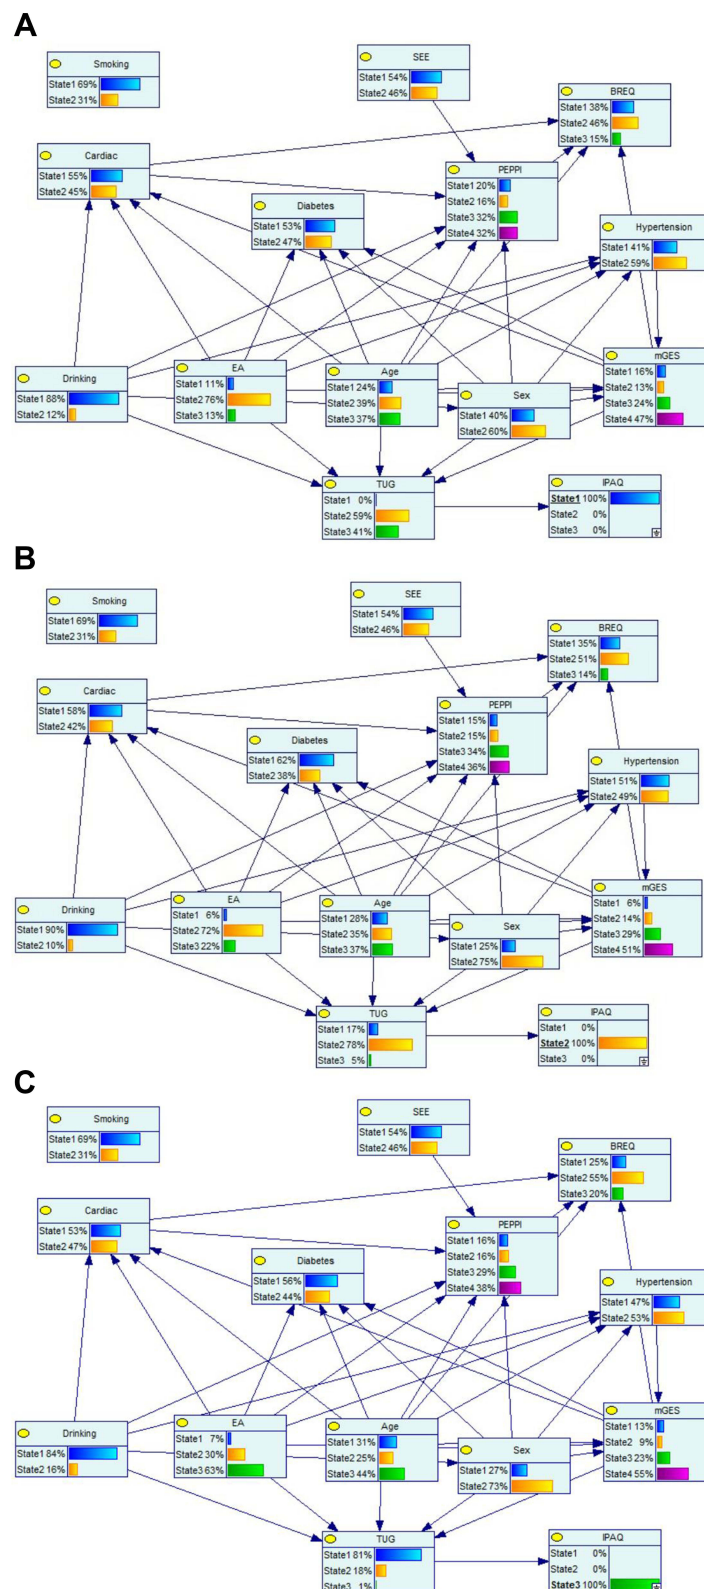 A
Smoking
State1 69%
State2 31%
SEE
State1 54%
State2 46%
BREQ
State1 38%
State2 46%
State3 15%
Cardiac
State1 55%
State2 45%
PEPPI
State1 20%
State2 16%
State3 32%
State4 32%
Diabetes
State1 53%
State2 47%
Hypertension
State1 41%
State2 59%
Drinking
State1 88%
State2 12%
EA
State1 11%
State2 76%
State3 13%
Age
State1 24%
State2 39%
State3 37%
Sex
State1 40%
State2 60%
mGES
State1 16%
State2 13%
State3 24%
State4 47%
TUG
State1 0%
State2 59%
State3 41%
IPAQ
State1 100%
State2 0%
State3 0%
B
Smoking
State1 69%
State2 31%
SEE
State1 54%
State2 46%
BREQ
State1 35%
State2 51%
State3 14%
Cardiac
State1 58%
State2 42%
PEPPI
State1 15%
State2 15%
State3 34%
State4 36%
Diabetes
State1 62%
State2 38%
Hypertension
State1 51%
State2 49%
Drinking
State1 90%
State2 10%
EA
State1 6%
State2 72%
State3 22%
Age
State1 28%
State2 35%
State3 37%
Sex
State1 25%
State2 75%
mGES
State1 6%
State2 14%
State3 29%
State4 51%
TUG
State1 17%
State2 78%
State3 5%
IPAQ
State1 0%
State2 100%
State3 0%
C
Smoking
State1 69%
State2 31%
SEE
State1 54%
State2 46%
BREQ
State1 25%
State2 55%
State3 20%
Cardiac
State1 53%
State2 47%
PEPPI
State1 16%
State2 16%
State3 29%
State4 38%
Diabetes
State1 56%
State2 44%
Hypertension
State1 47%
State2 53%
Drinking
State1 84%
State2 16%
EA
State1 7%
State2 30%
State3 63%
Age
State1 31%
State2 25%
State3 44%
Sex
State1 27%
State2 73%
mGES
State1 13%
State2 9%
State3 23%
State4 55%
TUG
State1 81%
State2 18%
State3 1%
IPAQ
State1 0%
State2 0%
State3 100%